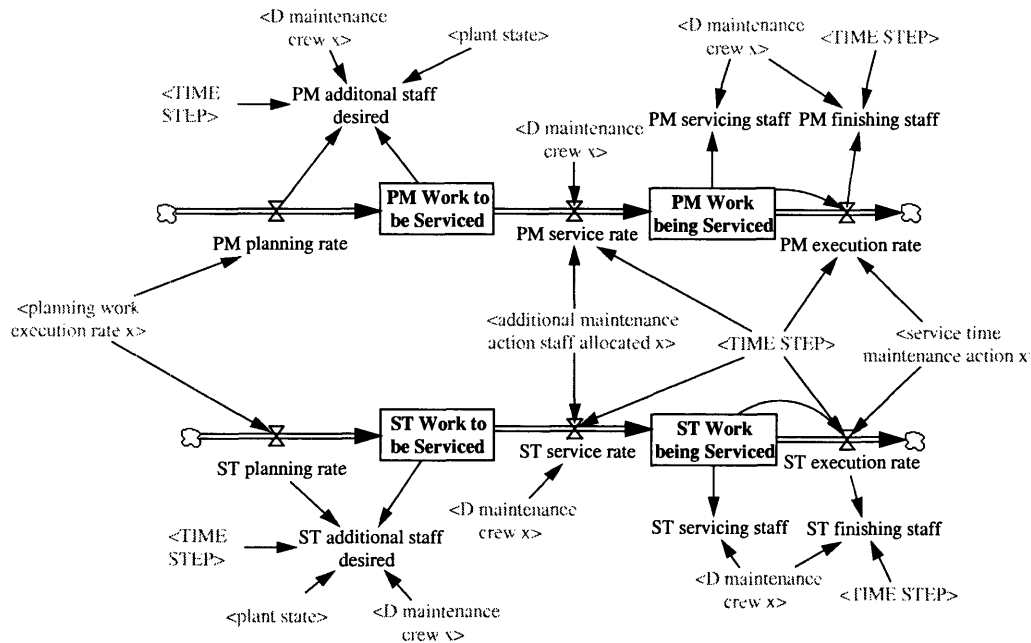 <D maintenance
crew x>
<plant state>
<D maintenance
crew x>
<TIME STEP>
<TIME
STEP>
PM additonal staff
desired
PM servicing staff
PM finishing staff
<D maintenance
crew x>
PM Work to
be Serviced
PM Work
being Serviced
PM planning rate
PM service rate
PM execution rate
<planning work
execution rate x>
<additional maintenance
action staff allocated x>
<TIME STEP>
<service time
maintenance action x
ST Work to
be Serviced
ST Work
being Serviced
ST planning rate
ST service rate
ST execution rate
<D maintenance
crew x>
<TIME
STEP>
ST additional staff
desired
ST servicing staff
ST finishing staff
<plant state>
<D maintenance
crew x>
<D maintenance
crew x>
<TIME STEP>